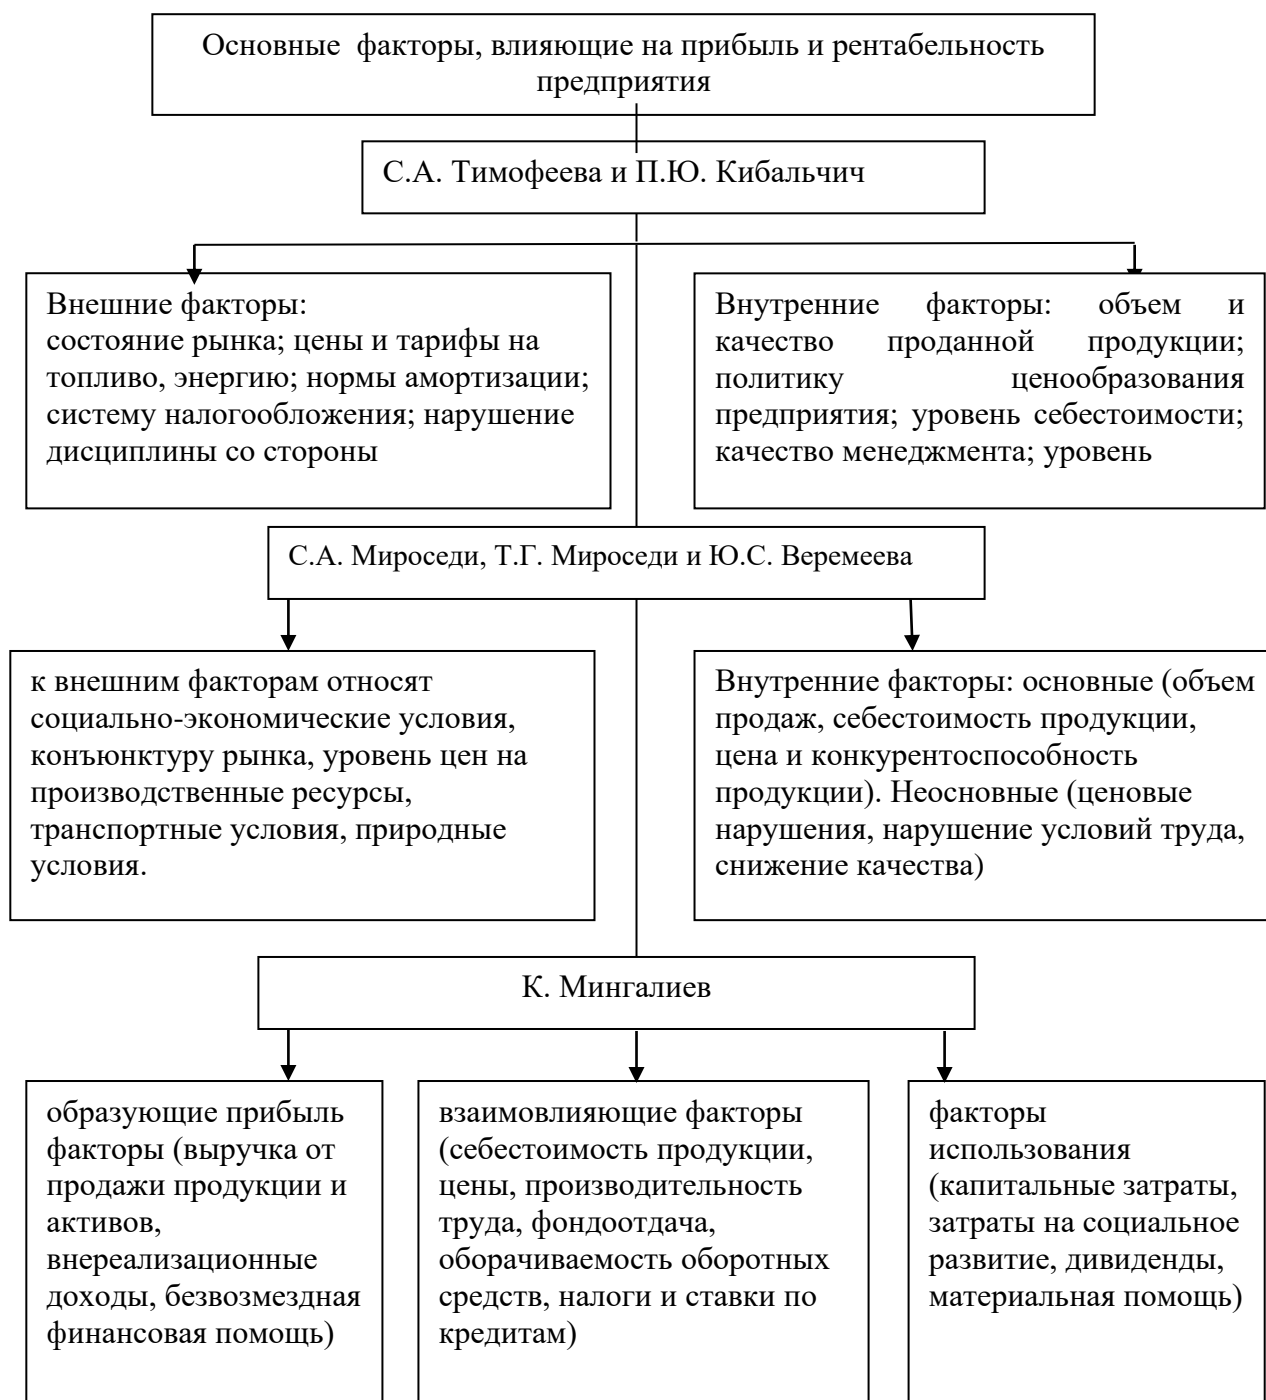 Основные факторы, влияющие на прибыль и рентабельность
предприятия
С.А. Тимофеева и П.Ю. Кибальчич
Внешние факторы:
состояние рынка; цены и тарифы на
топливо, энергию; нормы амортизации;
систему налогообложения; нарушение
дисциплины со стороны
Внутренние факторы: объем и
качество проданной продукции;
политику ценообразования
предприятия; уровень себестоимости;
качество менеджмента; уровень
С.А. Мироседи, Т.Г. Мироседи и Ю.С. Веремеева
к внешним факторам относят
социально-экономические условия,
конъюнктуру рынка, уровень цен на
производственные ресурсы,
транспортные условия, природные
условия.
Внутренние факторы: основные (объем
продаж, себестоимость продукции,
цена и конкурентоспособность
продукции). Неосновные (ценовые
нарушения, нарушение условий труда,
снижение качества)
К. Мингалиев
образующие прибыль
факторы (выручка от
продажи продукции и
активов,
внереализационные
доходы, безвозмездная
финансовая помощь)
взаимовлияющие факторы
(себестоимость продукции,
цены, производительность
труда, фондоотдача,
оборачиваемость оборотных
средств, налоги и ставки по
кредитам)
факторы
использования
(капитальные затраты,
затраты на социальное
развитие, дивиденды,
материальная помощь)